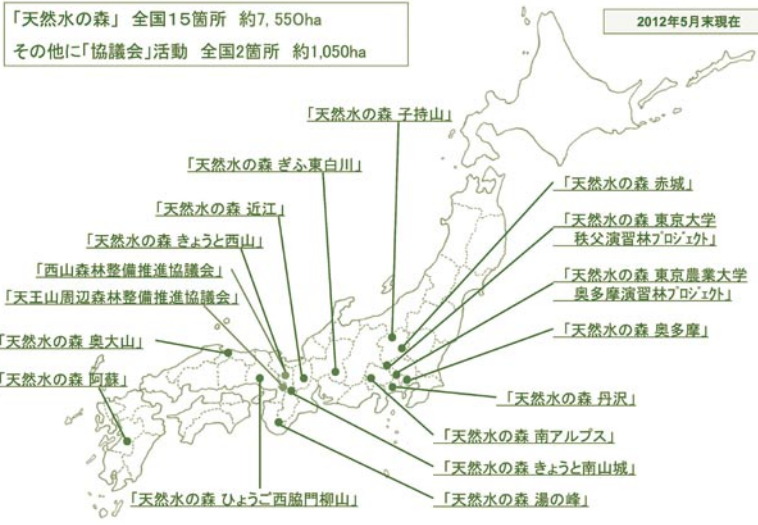 「天然水の森」 全国15箇所 約7,550ha
その他に「協議会」活動 全国2箇所 約1,050ha
2012年5月末現在
「天然水の森 子持山」
「天然水の森 ぎふ東白川」
「天然水の森 近江」
「天然水の森 きょうと西山」
「西山森林整備推進協議会」
「天王山周辺森林整備推進協議会」
「天然水の森 奥大山」
「天然水の森 阿蘇」
「天然水の森 赤城」
「天然水の森 東京大学
秩父演習林プロジェクト」
「天然水の森 東京農業大学
奥多摩演習林プロジェクト」
「天然水の森 奥多摩」
「天然水の森 丹沢」
「天然水の森 南アルプス」
「天然水の森 きょうと南山城」
「天然水の森 ひょうご西脇門柳山」
「天然水の森 湯の峰」